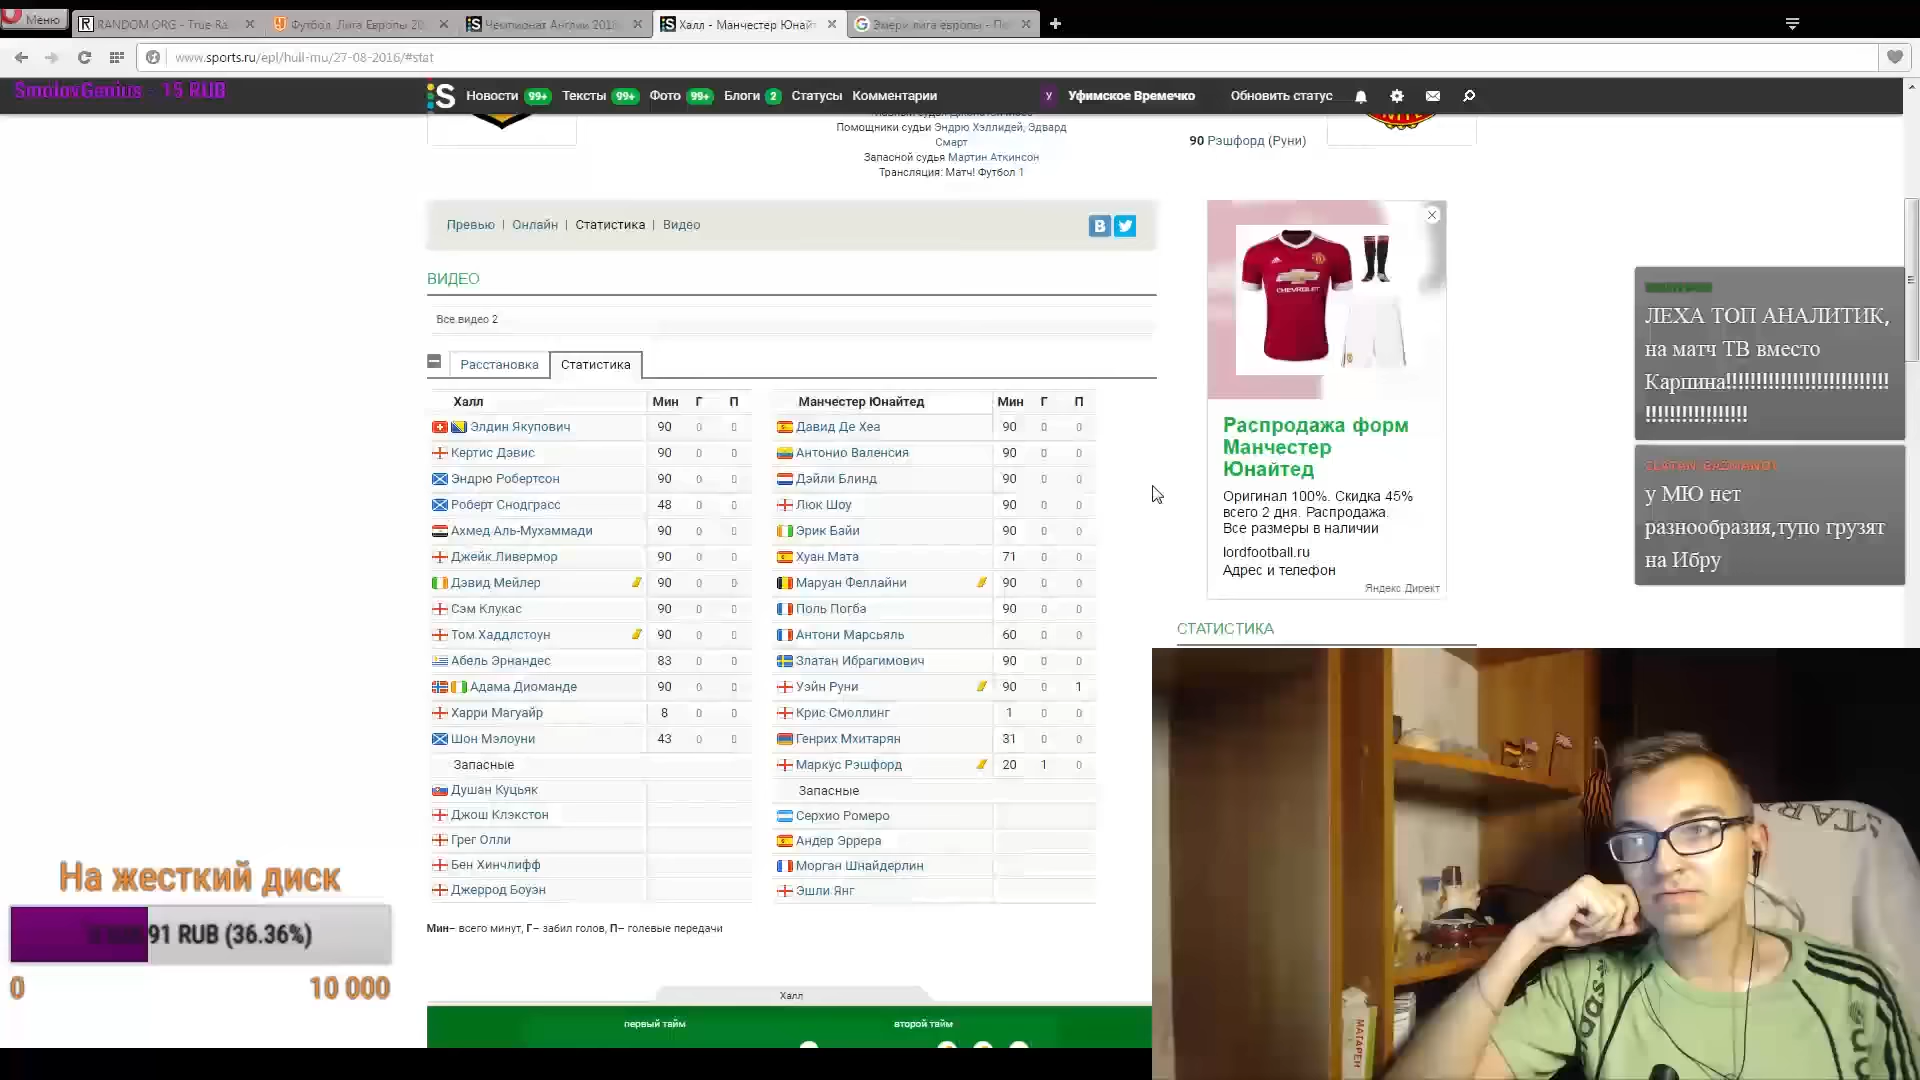 Меню
RANDOM.ORG - True Ra
Футбол. Лига Европы 20
Чемпионат Англии 2016
Халл - Манчестер Юнайт
Эмери лига европы - По
www.sports.ru/epl/hull-mu/27-08-2016/#stat
SmolovGenius - 15 RUB
S
Новости 99+
Тексты 99+
Фото 99+
Блоги 2
Статусы
Комментарии
У
Уфимское Времечко
Обновить статус
Помощники судьи Эндрю Хэллидей, Эдвард
Смарт
Запасной судья Мартин Аткинсон
Трансляция: Матч! Футбол 1
90 Рэшфорд (Руни)
Превью | Онлайн | Статистика | Видео
ВИДЕО
Все видео 2
Расстановка
Статистика
Халл Мин Г П
Элдин Якупович 90 0 0
Кертис Дэвис 90 0 0
Эндрю Робертсон 90 0 0
Роберт Снодграсс 48 0 0
Ахмед Аль-Мухаммади 90 0 0
Джейк Ливермор 90 0 0
Дэвид Мейлер 90 0 0
Сэм Клукас 90 0 0
Том Хаддлстоун 90 0 0
Абель Эрнандес 83 0 0
Адама Диоманде 90 0 0
Харри Магуайр 8 0 0
Шон Мэлоуни 43 0 0
Запасные
Душан Куцьяк
Джош Клэкстон
Грег Олли
Бен Хинчлифф
Джеррод Боуэн
Манчестер Юнайтед Мин Г П
Давид Де Хеа 90 0 0
Антонио Валенсия 90 0 0
Дэйли Блинд 90 0 0
Люк Шоу 90 0 0
Эрик Байи 90 0 0
Хуан Мата 71 0 0
Маруан Феллайни 90 0 0
Поль Погба 90 0 0
Антони Марсьяль 60 0 0
Златан Ибрагимович 90 0 0
Уэйн Руни 90 0 1
Крис Смоллинг 1 0 0
Генрих Мхитарян 31 0 0
Маркус Рэшфорд 20 1 0
Запасные
Серхио Ромеро
Андер Эррера
Морган Шнайдерлин
Эшли Янг
Мин– всего минут, Г– забил голов, П– голевые передачи
Халл
первый тайм
второй тайм
CHEVROLET
Распродажа форм
Манчестер
Юнайтед
Оригинал 100%. Скидка 45%
всего 2 дня. Распродажа.
Все размеры в наличии
lordfootball.ru
Адрес и телефон
Яндекс Директ
СТАТИСТИКА
ЛЕХА ТОП АНАЛИТИК,
на матч ТВ вместо
Карпина!!!!!!!!!!!!!!!!!!!!!!!!!!!
!!!!!!!!!!!!!!!!!
у МЮ нет
разнообразия,тупо грузят
на Ибру
На жесткий диск
91 RUB (36.36%)
0
10 000
adidas
МАТАРЕН